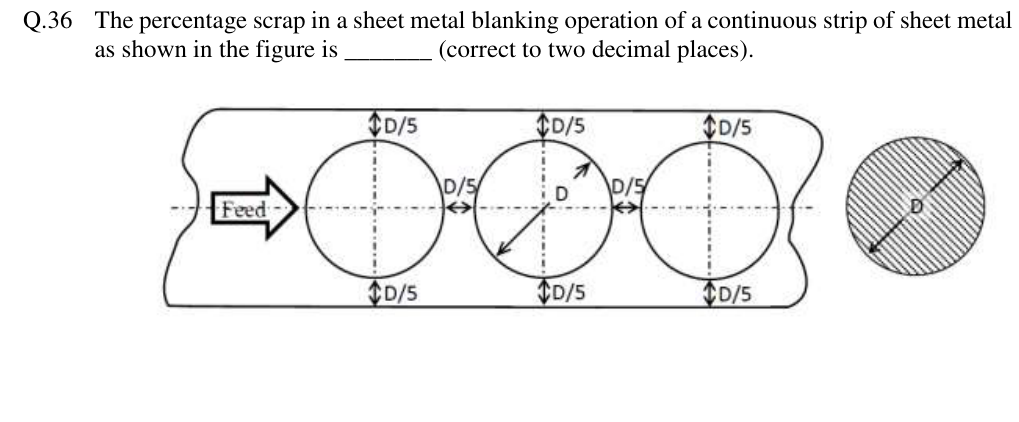 Q.36 The percentage scrap in a sheet metal blanking operation of a continuous strip of sheet metal
as shown in the figure is _______ (correct to two decimal places).
D/5 D/5 D/5
D/5 D D/5
Feed D
D/5 D/5 D/5